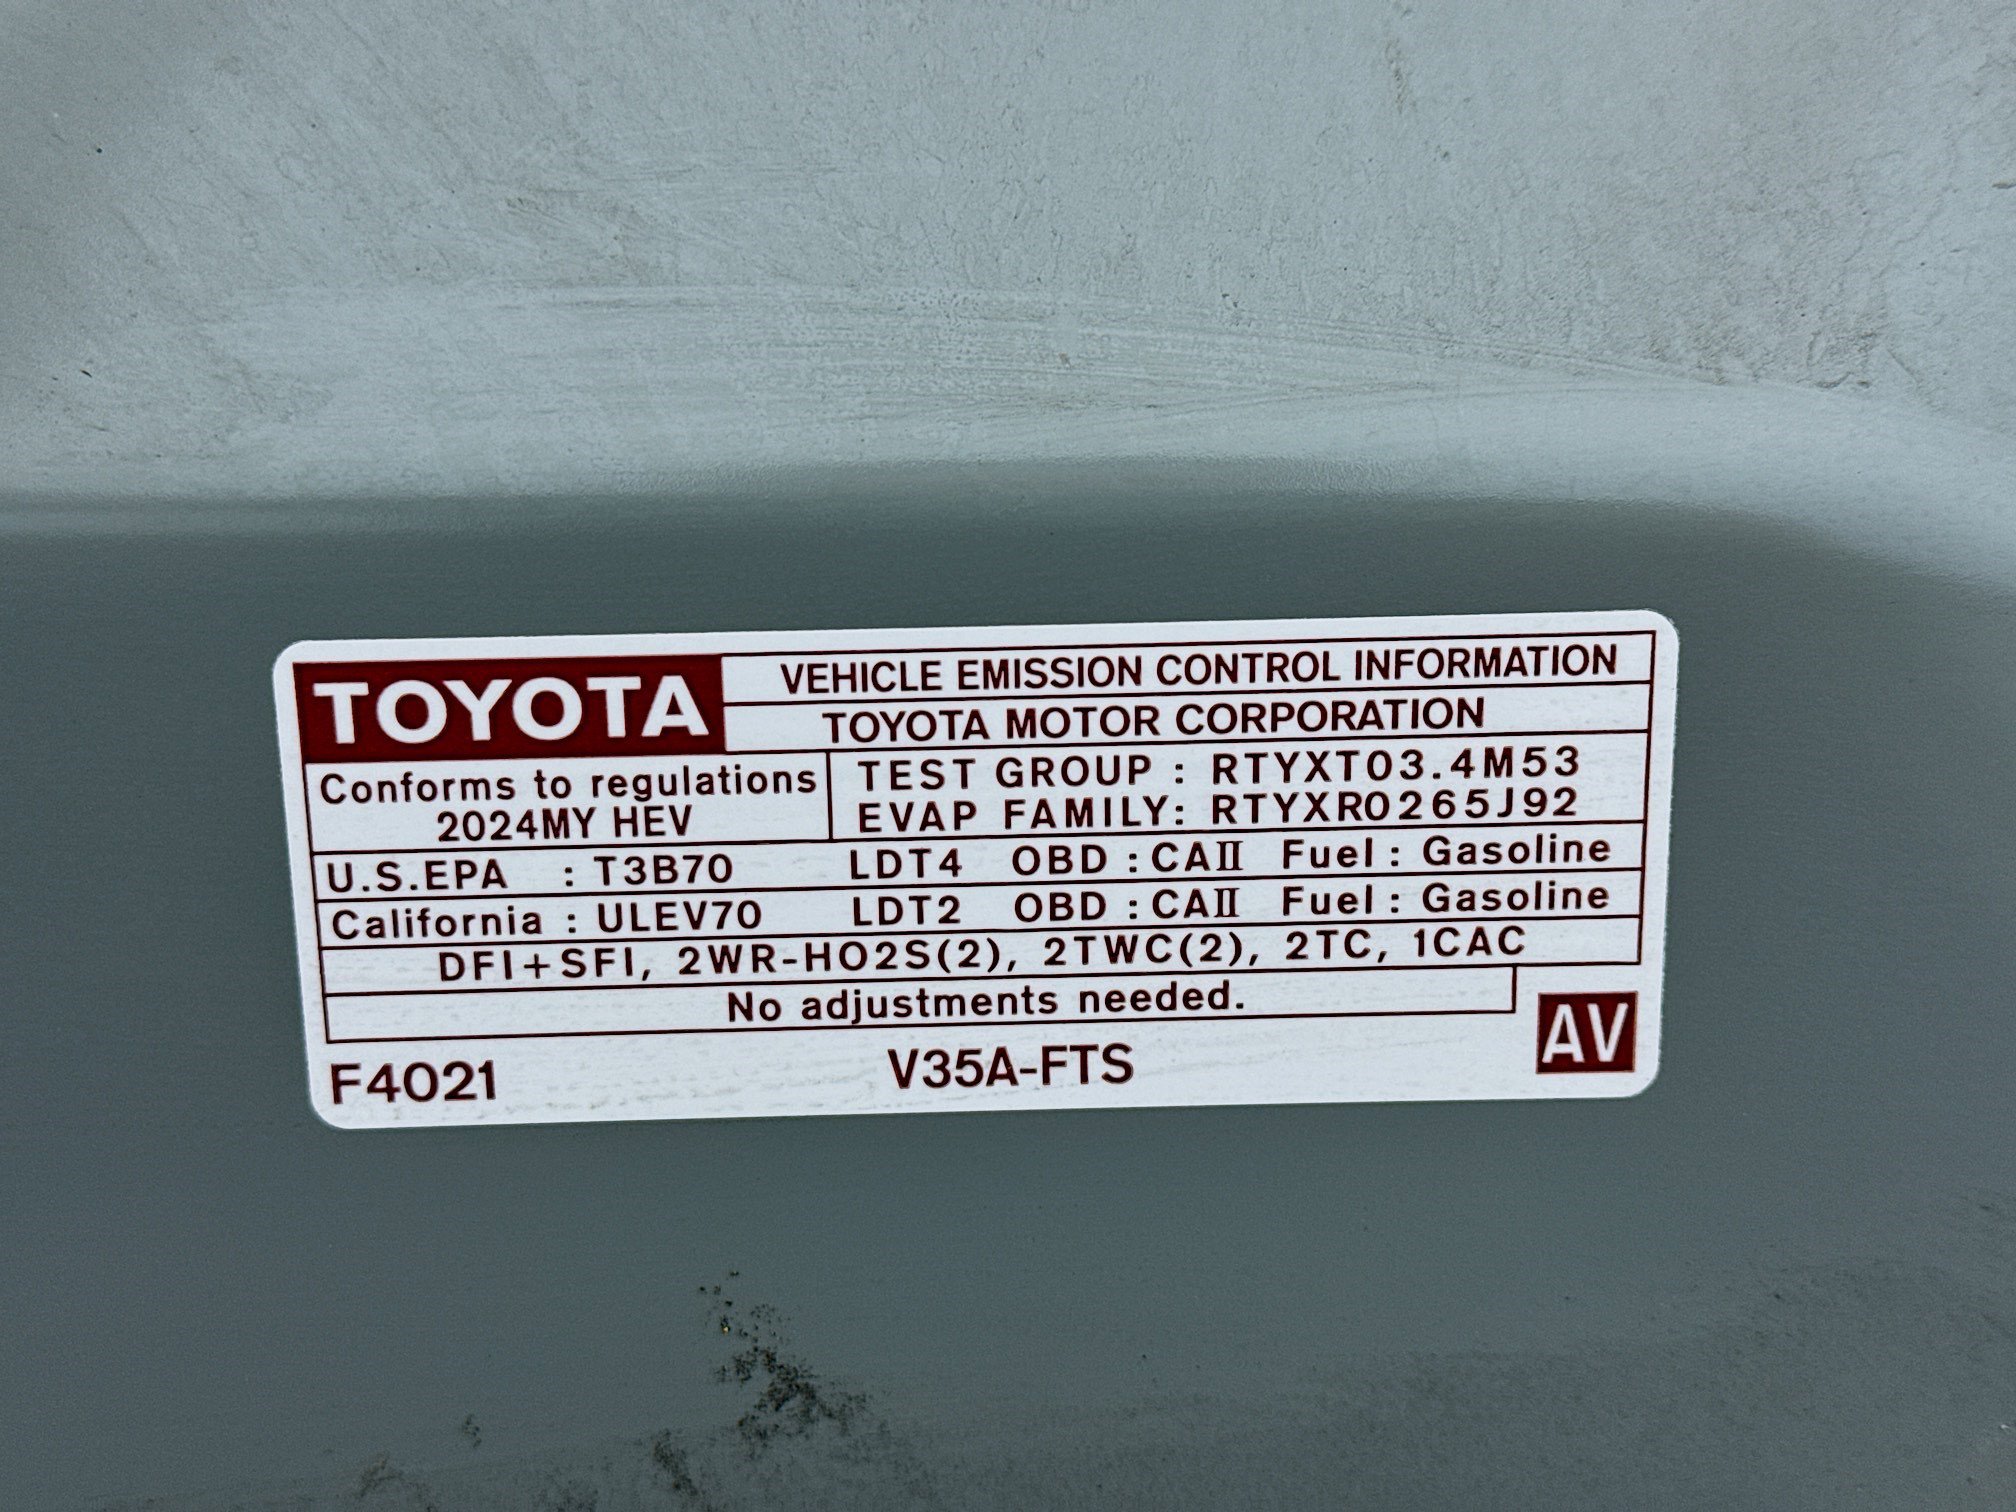 TOYOTA
VEHICLE EMISSION CONTROL INFORMATION
TOYOTA MOTOR CORPORATION
Conforms to regulations
2024MY HEV
TEST GROUP : RTYXT03.4M53
EVAP FAMILY: RTYXR0265J92
U.S.EPA : T3B70 LDT4 OBD : CAII Fuel : Gasoline
California : ULEV70 LDT2 OBD : CAII Fuel : Gasoline
DFI+SFI, 2WR-HO2S(2), 2TWC(2), 2TC, 1CAC
No adjustments needed.
F4021 V35A-FTS AV